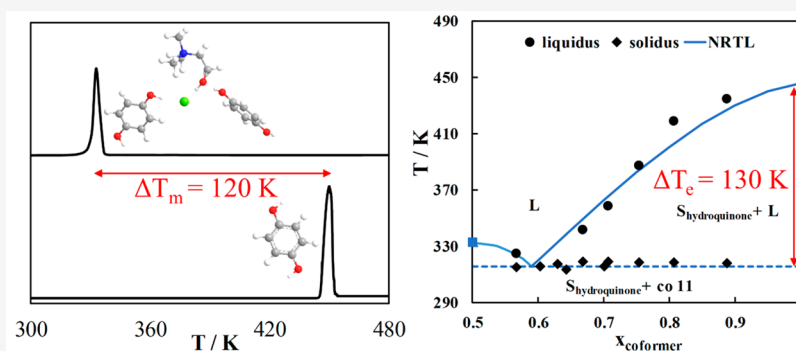 ΔTm = 120 K
300 360 420 480
T / K
● liquidus ◆ solidus NRTL
T / K
450
410
370
330
290
L
ΔTe = 130 K
Shydroquinone+ L
Shydroquinone+ co 11
0.5 0.6 0.7 0.8 0.9
xcoformer